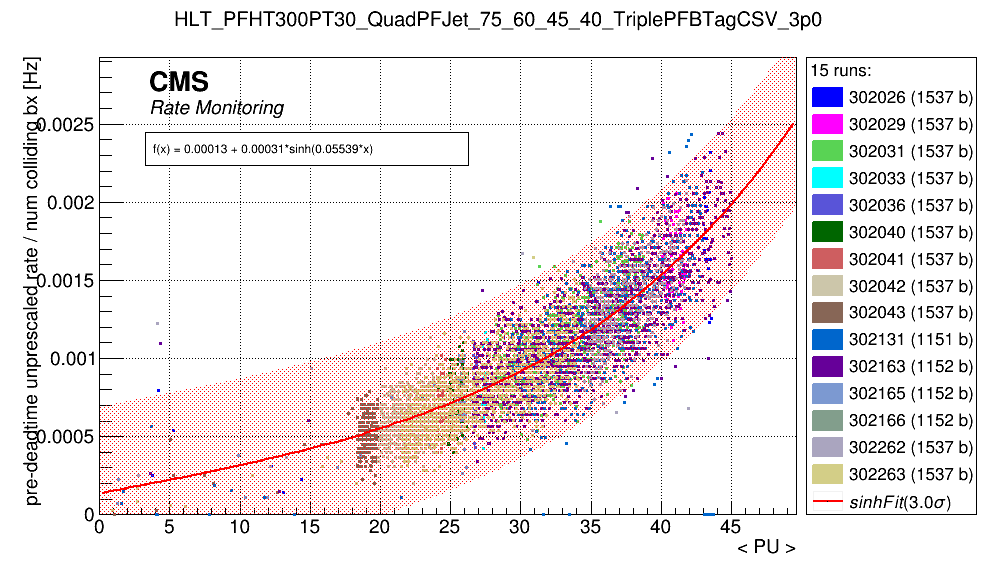 HLT_PFHT300PT30_QuadPFJet_75_60_45_40_TriplePFBTagCSV_3p0
CMS
Rate Monitoring
f(x) = 0.00013 + 0.00031*sinh(0.05539*x)
pre-deadtime unprescaled rate / num colliding bx [Hz]
0.0025
0.002
0.0015
0.001
0.0005
0
0 5 10 15 20 25 30 35 40 45
< PU >
15 runs:
302026 (1537 b)
302029 (1537 b)
302031 (1537 b)
302033 (1537 b)
302036 (1537 b)
302040 (1537 b)
302041 (1537 b)
302042 (1537 b)
302043 (1537 b)
302131 (1151 b)
302163 (1152 b)
302165 (1152 b)
302166 (1152 b)
302262 (1537 b)
302263 (1537 b)
sinhFit(3.0σ)